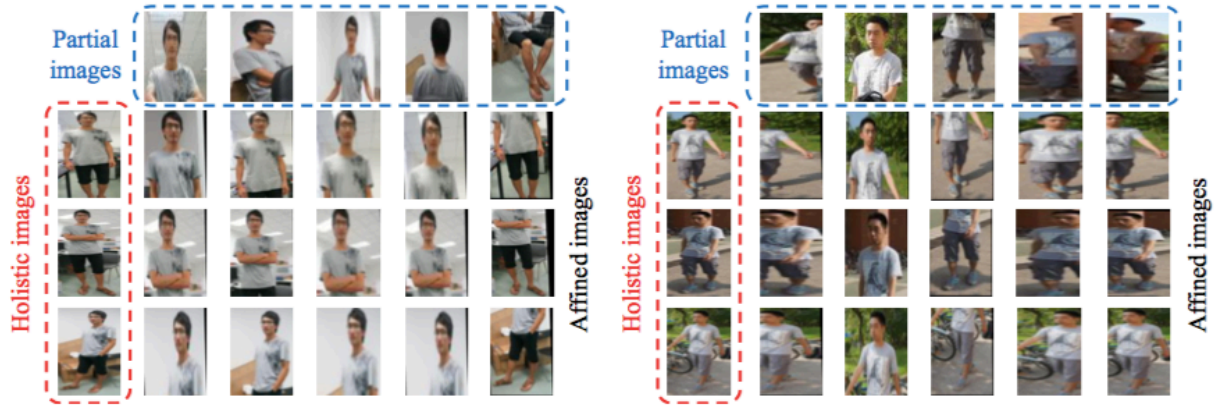 Partial
images
Holistic images
Affined images
Partial
images
Holistic images
Affined images